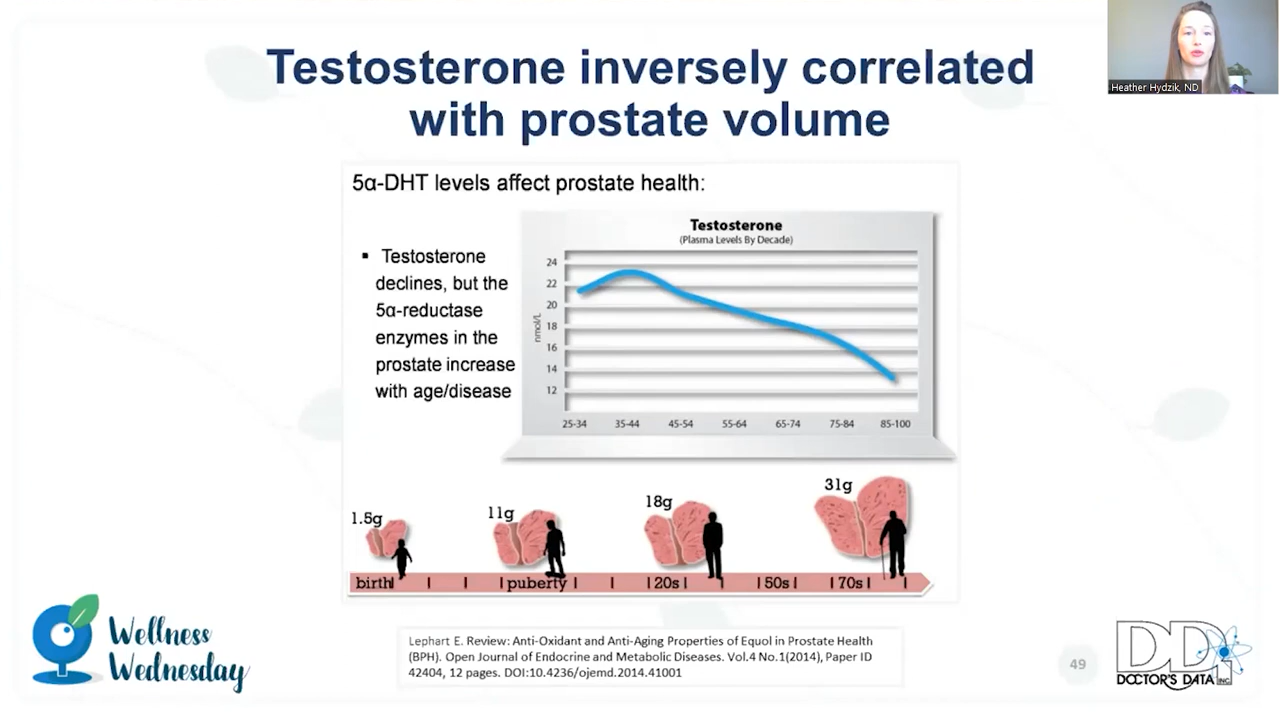 Testosterone inversely correlated
with prostate volume
Heather Hydzik, ND
5α-DHT levels affect prostate health:
▪ Testosterone
declines, but the
5α-reductase
enzymes in the
prostate increase
with age/disease
Testosterone
(Plasma Levels By Decade)
nmol/L
24
22
20
18
16
14
12
25-34 35-44 45-54 55-64 65-74 75-84 85-100
1.5g 11g 18g 31g
birth puberty 20s 50s 70s
Wellness
Wednesday
Lephart E. Review: Anti-Oxidant and Anti-Aging Properties of Equol in Prostate Health
(BPH). Open Journal of Endocrine and Metabolic Diseases. Vol.4 No.1(2014), Paper ID
42404, 12 pages. DOI:10.4236/ojemd.2014.41001
49
DDI
DOCTOR'S DATA INC.